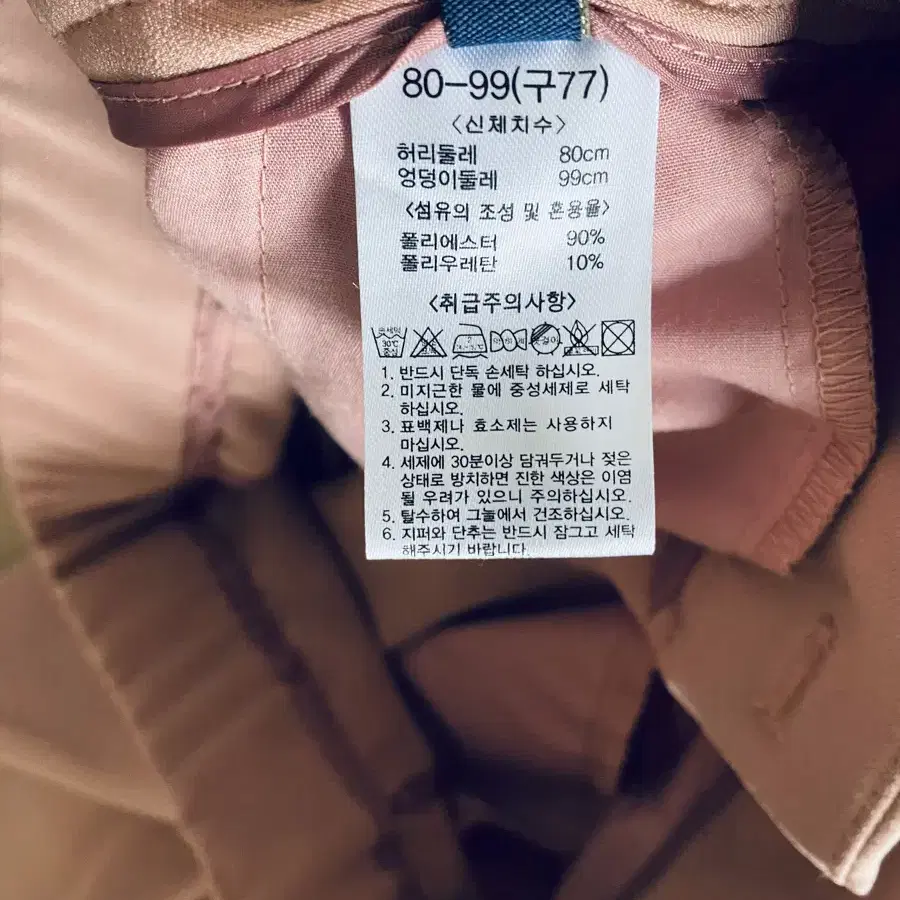 80-99(구77)
<신체치수>
허리둘레 80cm
엉덩이둘레 99cm
<섬유의 조성 및 혼용율>
폴리에스터 90%
폴리우레탄 10%
<취급주의사항>
손세탁
30℃
중성
1. 반드시 단독 손세탁 하십시오.
2. 미지근한 물에 중성세제로 세탁
하십시오.
3. 표백제나 효소제는 사용하지
마십시오.
4. 세제에 30분이상 담궈두거나 젖은
상태로 방치하면 진한 색상은 이염
될 우려가 있으니 주의하십시오.
5. 탈수하여 그늘에서 건조하십시오.
6. 지퍼와 단추는 반드시 잠그고 세탁
해주시기 바랍니다.